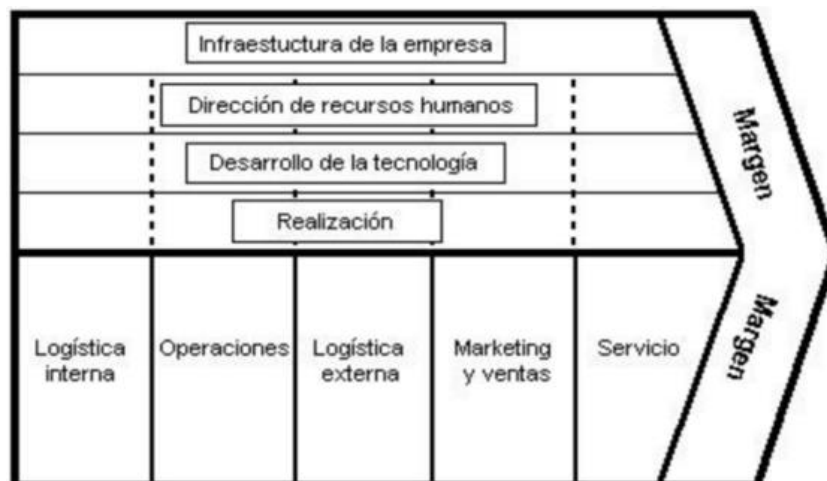 Infraestuctura de la empresa
Dirección de recursos humanos
Desarrollo de la tecnología
Realización
Margen
Margen
Logística
interna
Operaciones
Logística
externa
Marketing
y ventas
Servicio